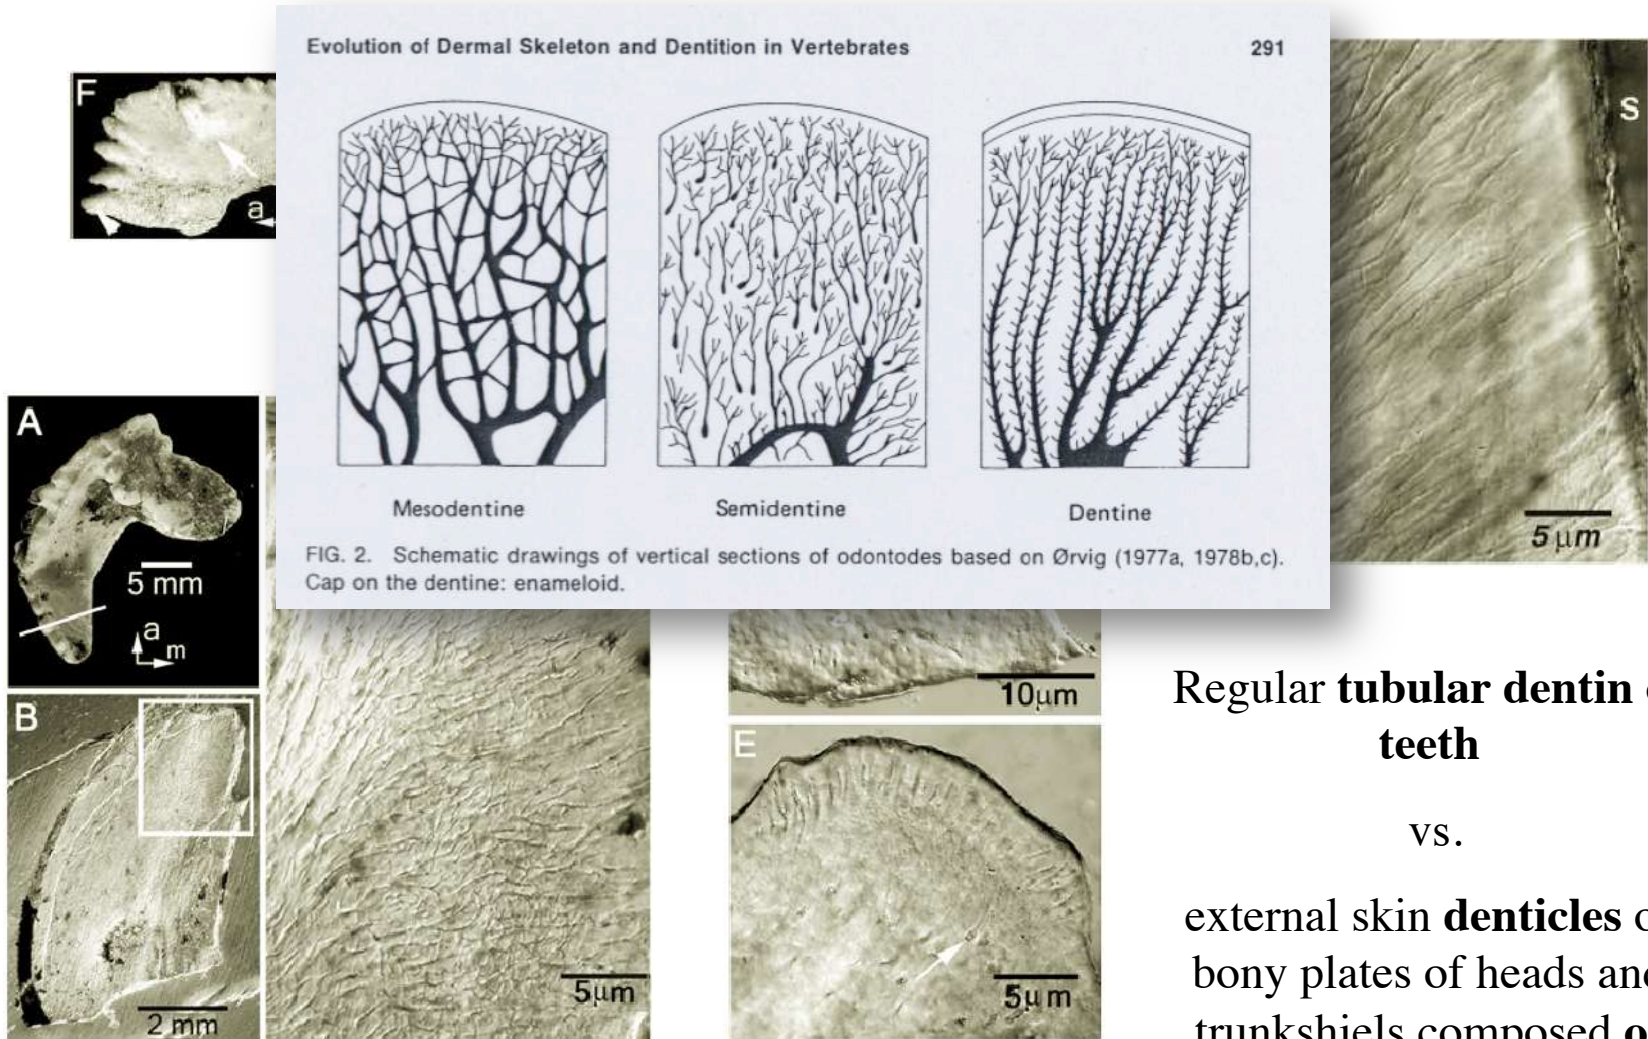 Evolution of Dermal Skeleton and Dentition in Vertebrates 291
Mesodentine Semidentine Dentine
FIG. 2. Schematic drawings of vertical sections of odontodes based on Ørvig (1977a, 1978b,c).
Cap on the dentine: enameloid.
F
a
S
5 μm
A
5 mm
a
m
B
2 mm
5μm
10μm
E
5μm
Regular tubular dentin
teeth
vs.
external skin denticles
bony plates of heads and
trunkshiels composed